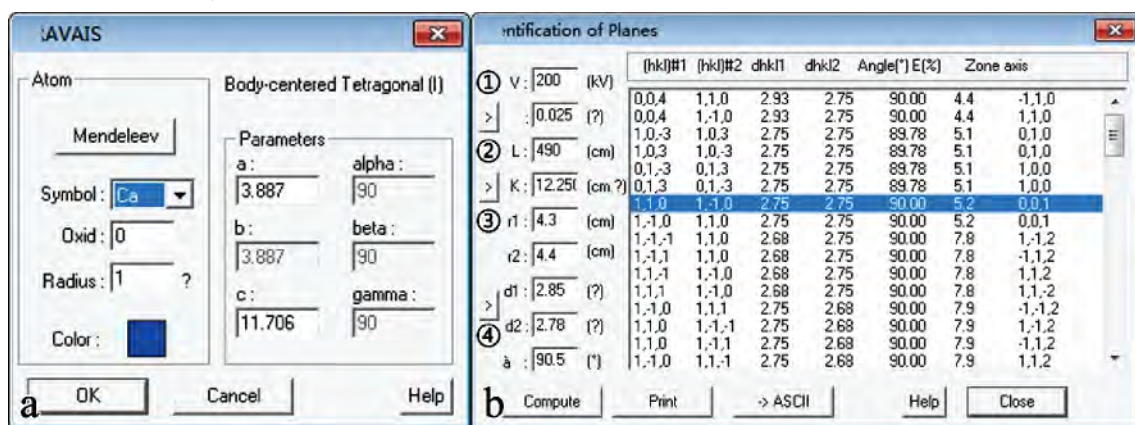 :AVAIS
Atom
Mendeleev
Symbol : Ca
Oxid : 0
Radius : 1 ?
Color :
Body-centered Tetragonal (I)
Parameters
a : alpha :
3.887 90
b : beta :
3.887 90
c : gamma :
11.706 90
OK Cancel Help
a
entification of Planes
① V : 200 (kV)
> : 0.025 (?)
② L : 490 (cm)
> K : 12.250 (cm.?)
③ r1 : 4.3 (cm)
r2 : 4.4 (cm)
> d1 : 2.85 (?)
④ d2 : 2.78 (?)
à : 90.5 (°)
(hkl)#1 (hkl)#2 dhkl1 dhkl2 Angle(°) E(%) Zone axis
0,0,4 1,1,0 2.93 2.75 90.00 4.4 -1,1,0
0,0,4 1,-1,0 2.93 2.75 90.00 4.4 1,1,0
1,0,-3 1,0,3 2.75 2.75 89.78 5.1 0,1,0
1,0,3 1,0,-3 2.75 2.75 89.78 5.1 0,1,0
0,1,-3 0,1,3 2.75 2.75 89.78 5.1 1,0,0
0,1,3 0,1,-3 2.75 2.75 89.78 5.1 1,0,0
1,1,0 1,-1,0 2.75 2.75 90.00 5.2 0,0,1
1,-1,0 1,1,0 2.75 2.75 90.00 5.2 0,0,1
1,-1,-1 1,1,0 2.68 2.75 90.00 7.8 1,-1,2
1,-1,1 1,1,0 2.68 2.75 90.00 7.8 -1,1,2
1,1,-1 1,-1,0 2.68 2.75 90.00 7.8 1,1,2
1,1,1 1,-1,0 2.68 2.75 90.00 7.8 1,1,-2
1,-1,0 1,1,1 2.75 2.68 90.00 7.9 -1,-1,2
1,1,0 1,-1,-1 2.75 2.68 90.00 7.9 1,-1,2
1,1,0 1,-1,1 2.75 2.68 90.00 7.9 -1,1,2
1,-1,0 1,1,-1 2.75 2.68 90.00 7.9 1,1,2
b
Compute Print -> ASCII Help Close